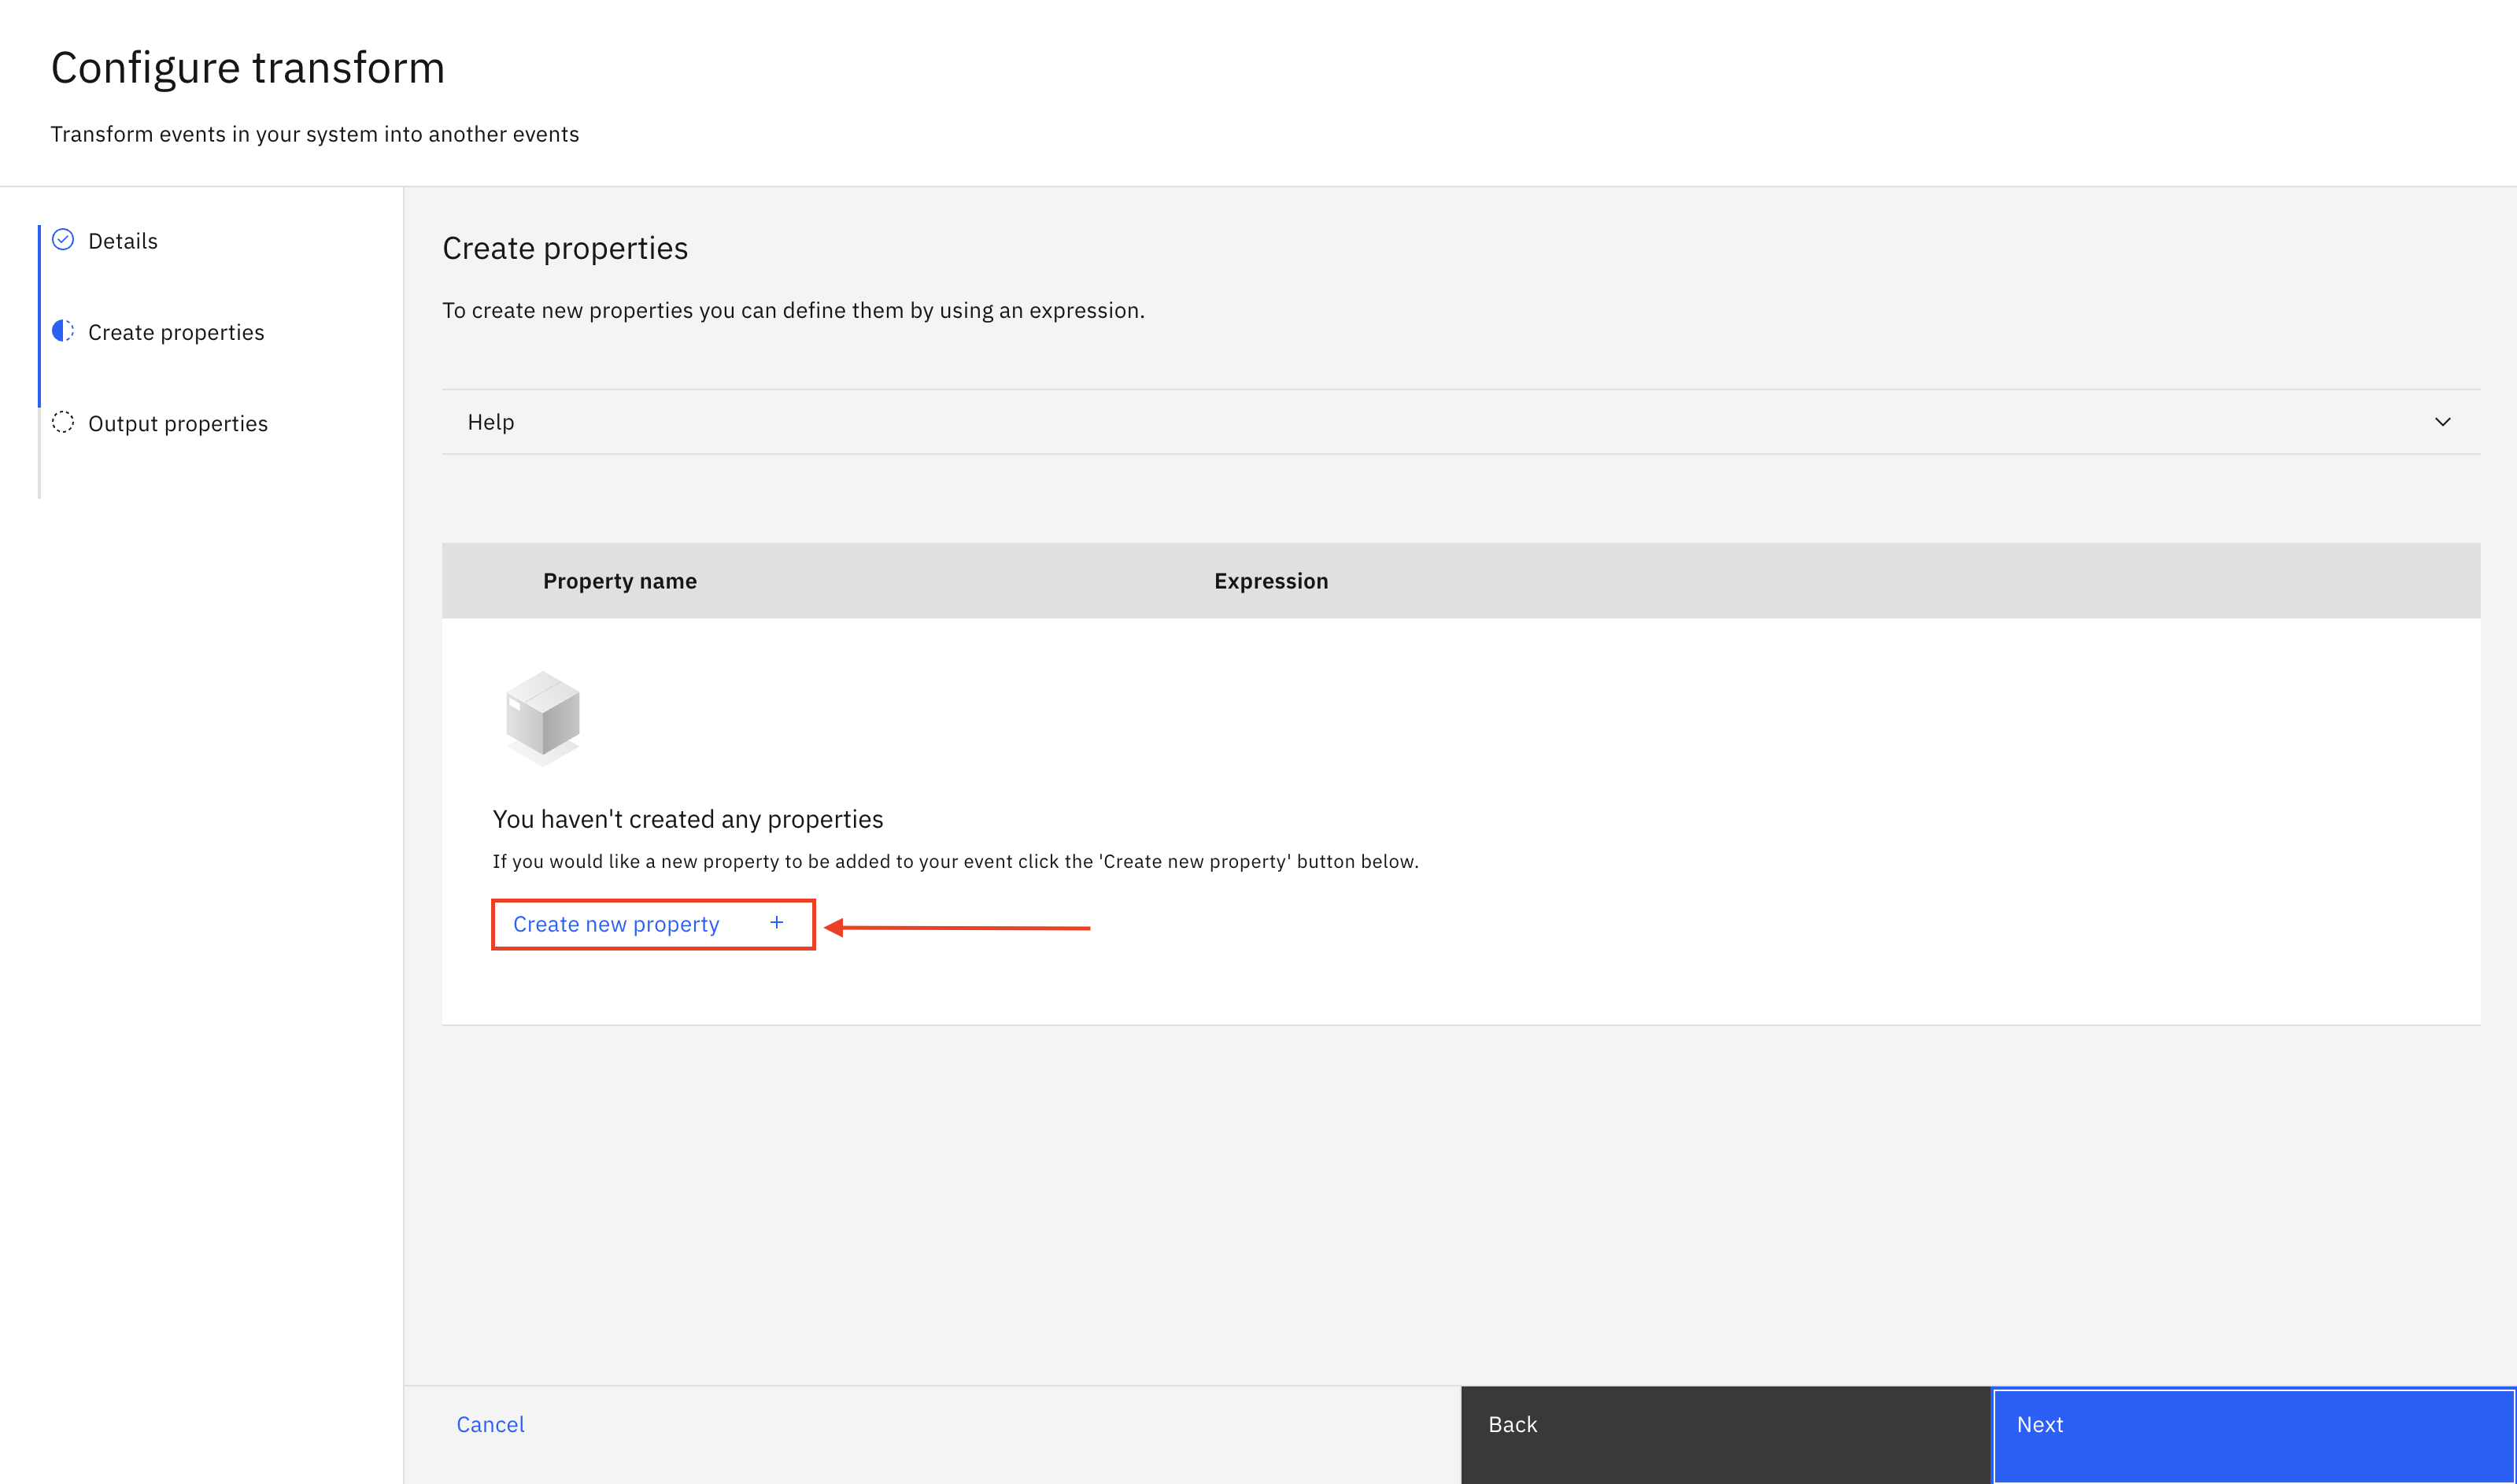 Configure transform
Transform events in your system into another events
Details
Create properties
Output properties
Create properties
To create new properties you can define them by using an expression.
Help
Property name Expression
You haven't created any properties
If you would like a new property to be added to your event click the 'Create new property' button below.
Create new property +
Cancel Back Next